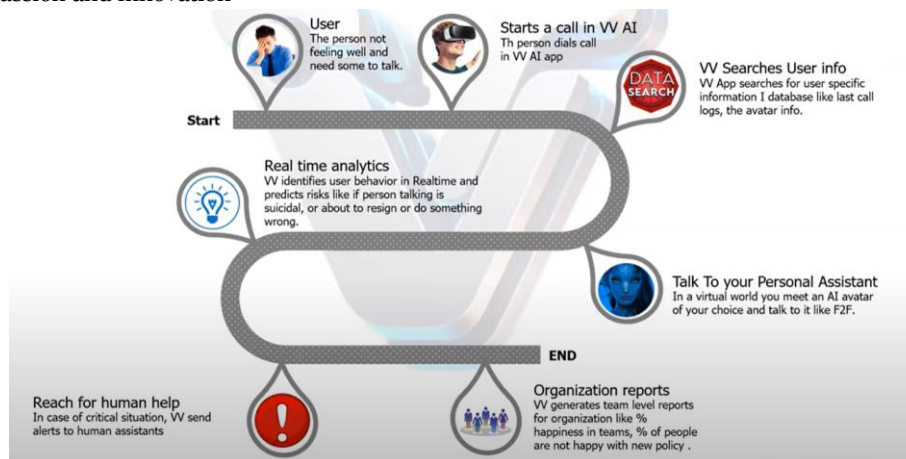 User
The person not
feeling well and
need some to talk.
Starts a call in VV AI
Th person dials call
in VV AI app
DATA
SEARCH
VV Searches User info
VV App searches for user specific
information I database like last call
logs, the avatar info.
Start
Real time analytics
VV identifies user behavior in Realtime and
predicts risks like if person talking is
suicidal, or about to resign or do something
wrong.
Talk To your Personal Assistant
In a virtual world you meet an AI avatar
of your choice and talk to it like F2F.
END
Reach for human help
In case of critical situation, VV send
alerts to human assistants
Organization reports
VV generates team level reports
for organization like %
happiness in teams, % of people
are not happy with new policy .